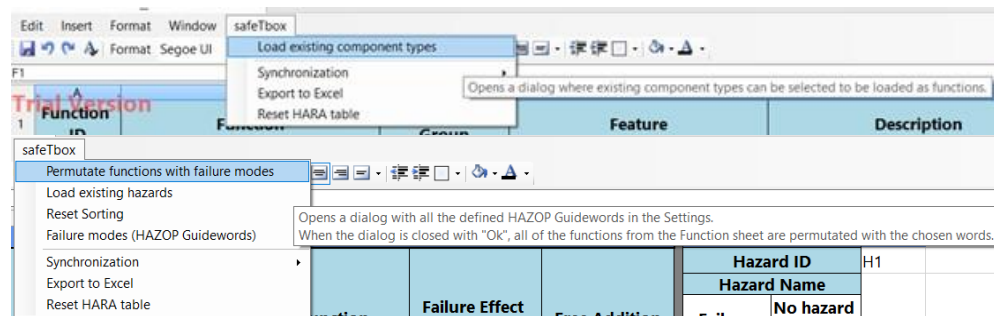 Edit Insert Format Window safeTbox
Format Segoe UI
Load existing component types
Synchronization
Export to Excel
Reset HARA table
Opens a dialog where existing component types can be selected to be loaded as functions.
F1
A
Trial Version
1 Function ID
Group
Feature
Description
safeTbox
Permutate functions with failure modes
Load existing hazards
Reset Sorting
Failure modes (HAZOP Guidewords)
Synchronization
Export to Excel
Reset HARA table
Opens a dialog with all the defined HAZOP Guidewords in the Settings.
When the dialog is closed with "Ok", all of the functions from the Function sheet are permutated with the chosen words.
Hazard ID H1
Hazard Name
Failure Effect
No hazard